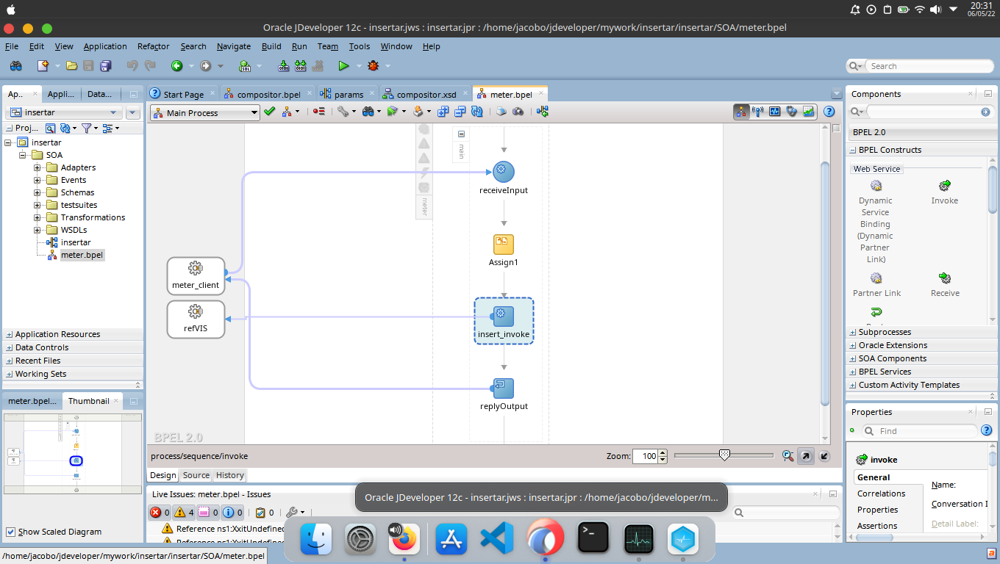 20:31
06/05/22
Oracle JDeveloper 12c - insertar.jws : insertar.jpr : /home/jacobo/jdeveloper/mywork/insertar/insertar/SOA/meter.bpel
File Edit View Application Refactor Search Navigate Build Run Team Tools Window Help
Search
Ap..
Appli...
Data...
Start Page
compositor.bpel
params
compositor.xsd
meter.bpel
insertar
Proj...
insertar
SOA
Adapters
Events
Schemas
testsuites
Transformations
WSDLs
insertar
meter.bpel
Application Resources
Data Controls
Recent Files
Working Sets
meter.bpel...
Thumbnail
Show Scaled Diagram
/home/jacobo/jdeveloper/mywork/insertar/insertar/SOA/meter.bpel
Main Process
main
meter
receiveInput
Assign1
meter_client
refVIS
insert_invoke
replyOutput
BPEL 2.0
process/sequence/invoke
Zoom: 100
Design Source History
Live Issues: meter.bpel - Issues
0 4 0 0 0
Reference ns1:XxitUndefined
Oracle JDeveloper 12c - insertar.jws : insertar.jpr : /home/jacobo/jdeveloper/m...
Components
BPEL 2.0
BPEL Constructs
Web Service
Dynamic
Service
Binding
(Dynamic
Partner
Link)
Invoke
Partner Link
Receive
Subprocesses
Oracle Extensions
SOA Components
BPEL Services
Custom Activity Templates
Properties
Find
invoke
General
Correlations
Properties
Assertions
Name:
Conversation I
Detail Label: